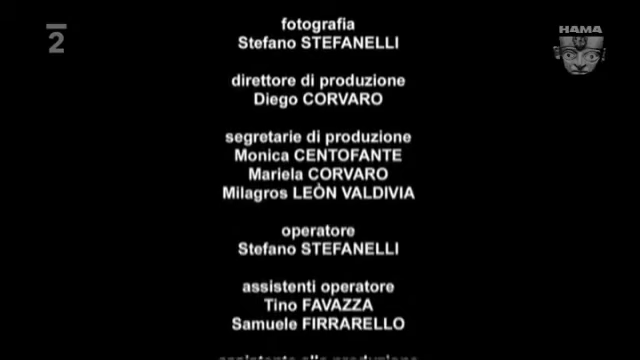 2
HAMA
fotografia
Stefano STEFANELLI
direttore di produzione
Diego CORVARO
segretarie di produzione
Monica CENTOFANTE
Mariela CORVARO
Milagros LEÒN VALDIVIA
operatore
Stefano STEFANELLI
assistenti operatore
Tino FAVAZZA
Samuele FIRRARELLO